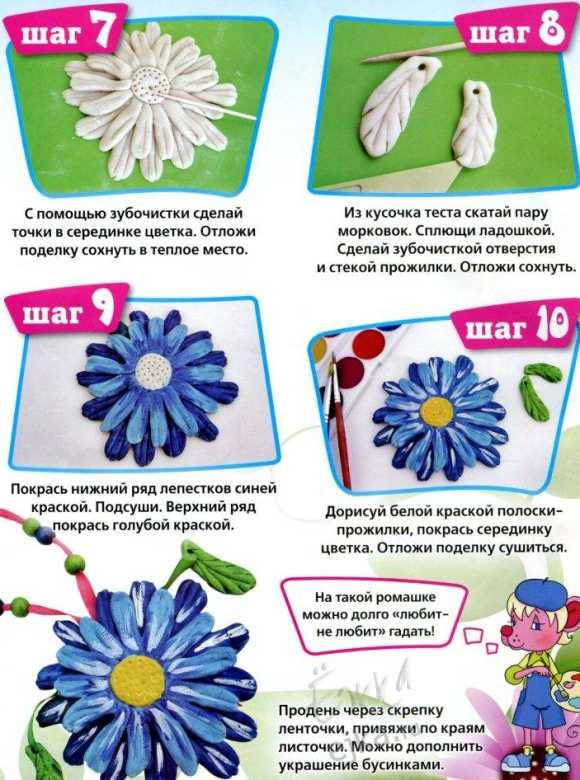 шаг 7
С помощью зубочистки сделай
точки в серединке цветка. Отложи
поделку сохнуть в теплое место.
шаг 8
Из кусочка теста скатай пару
морковок. Сплющи ладошкой.
Сделай зубочисткой отверстия
и стекой прожилки. Отложи сохнуть.
шаг 9
Покрась нижний ряд лепестков синей
краской. Подсуши. Верхний ряд
покрась голубой краской.
шаг 10
Дорисуй белой краской полоски-
прожилки, покрась серединку
цветка. Отложи поделку сушиться.
На такой ромашке
можно долго «любит-
не любит» гадать!
Продень через скрепку
ленточки, привяжи по краям
листочки. Можно дополнить
украшение бусинками.